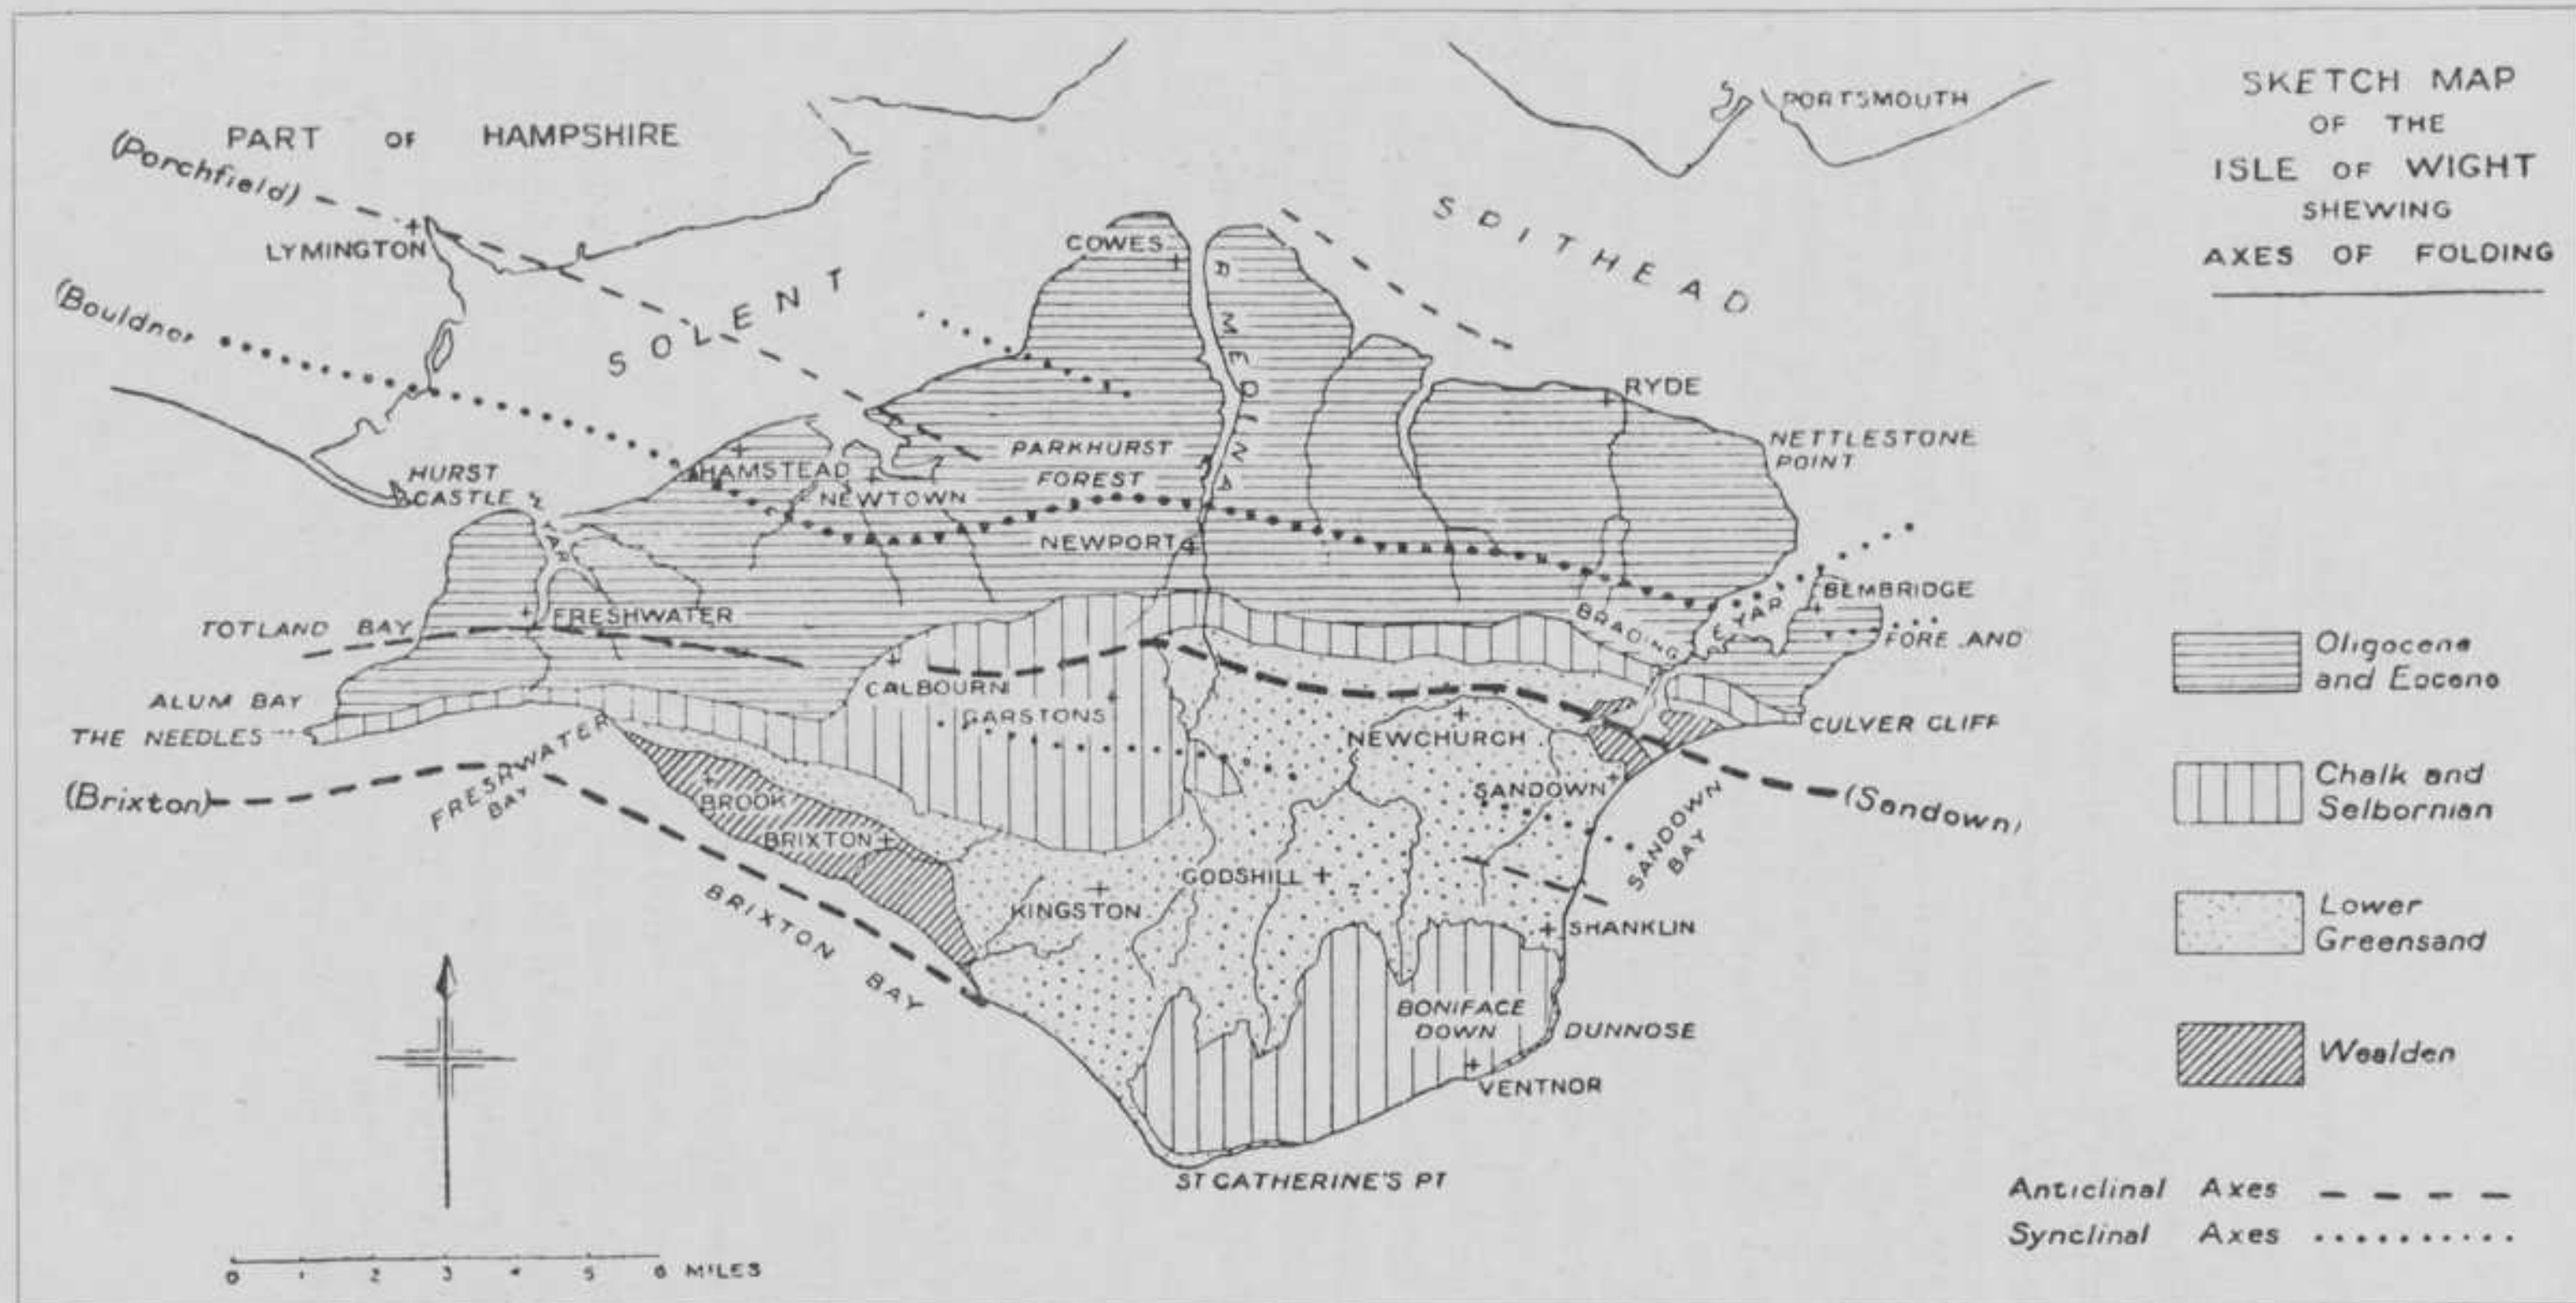 SKETCH MAP
OF THE
ISLE OF WIGHT
SHEWING
AXES OF FOLDING
PART OF HAMPSHIRE
PORTSMOUTH
(Porchfield)
LYMINGTON
(Bouldnor
SOLENT
SPITHEAD
COWES
R MEDINA
RYDE
NETTLESTONE
POINT
PARKHURST
FOREST
HAMSTEAD
NEWTOWN
HURST
CASTLE
YAR
NEWPORT
BEMBRIDGE
BRADING
E YAR
FORE AND
TOTLAND BAY
FRESHWATER
CALBOURN
GARSTONS
ALUM BAY
THE NEEDLES
CULVER CLIFF
NEWCHURCH
(Brixton)
FRESHWATER
BAY
BROOK
BRIXTON
SANDOWN
SANDOWN
BAY
(Sandown)
GODSHILL
KINGSTON
BRIXTON BAY
SHANKLIN
BONIFACE
DOWN
DUNNOSE
VENTNOR
ST CATHERINE'S PT
Oligocene
and Eocene
Chalk and
Selbornian
Lower
Greensand
Wealden
Anticlinal Axes
Synclinal Axes
0 1 2 3 4 5 6 MILES